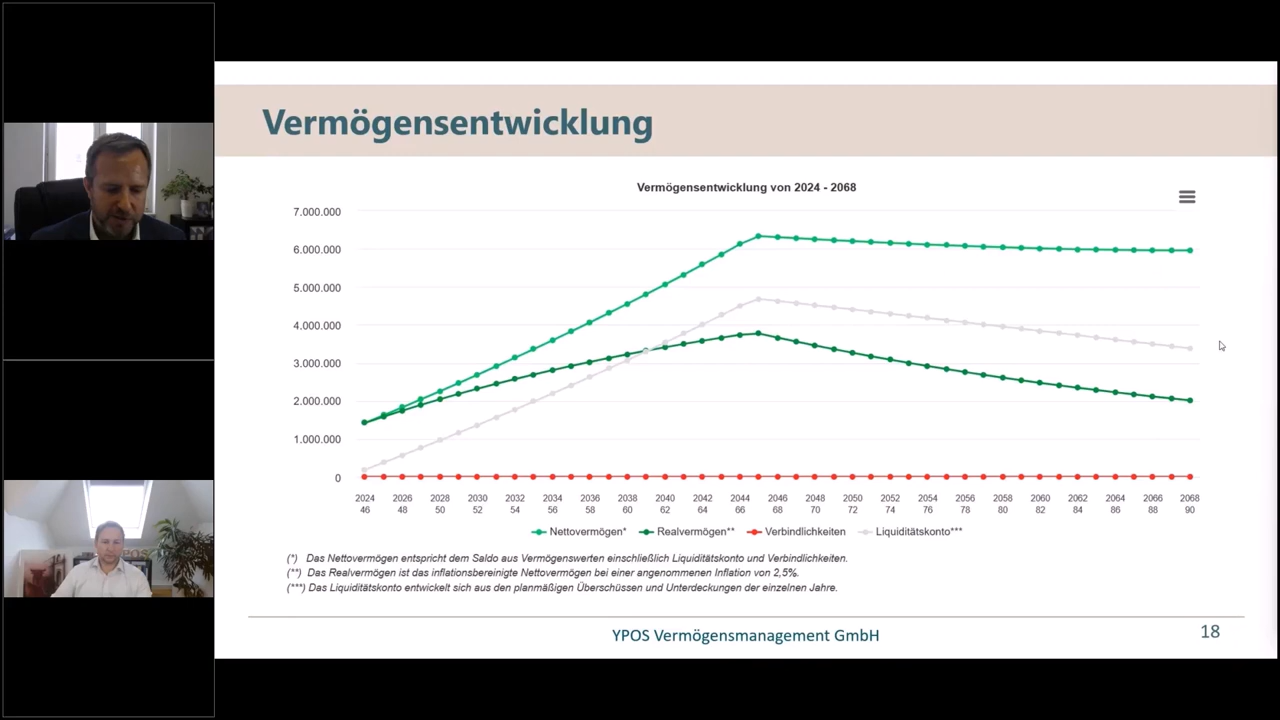 Vermögensentwicklung
Vermögensentwicklung von 2024 - 2068
7.000.000
6.000.000
5.000.000
4.000.000
3.000.000
2.000.000
1.000.000
0
2024 2026 2028 2030 2032 2034 2036 2038 2040 2042 2044 2046 2048 2050 2052 2054 2056 2058 2060 2062 2064 2066 2068
46 48 50 52 54 56 58 60 62 64 66 68 70 72 74 76 78 80 82 84 86 88 90
Nettovermögen* Realvermögen** Verbindlichkeiten Liquiditätskonto***
(*) Das Nettovermögen entspricht dem Saldo aus Vermögenswerten einschließlich Liquiditätskonto und Verbindlichkeiten.
(**) Das Realvermögen ist das inflationsbereinigte Nettovermögen bei einer angenommenen Inflation von 2,5%.
(***) Das Liquiditätskonto entwickelt sich aus den planmäßigen Überschüssen und Unterdeckungen der einzelnen Jahre.
YPOS Vermögensmanagement GmbH
18